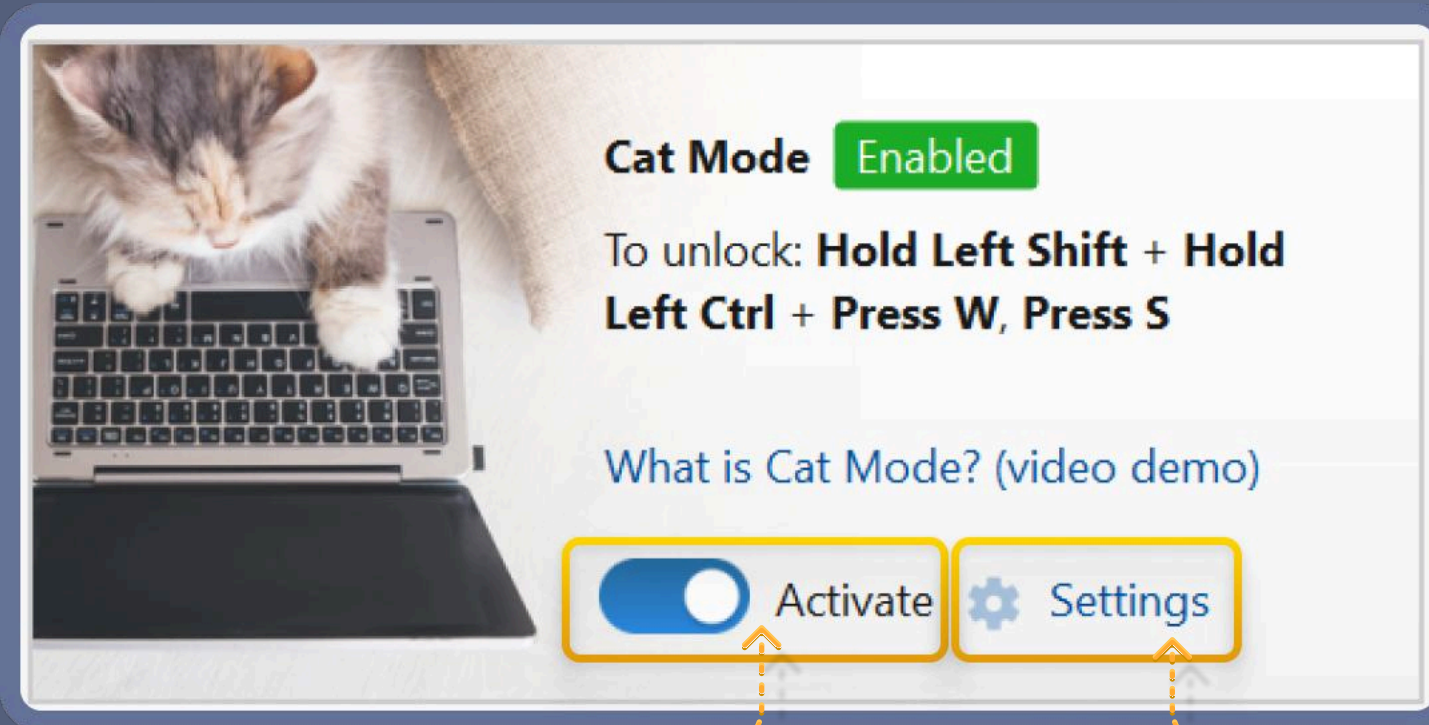 Cat Mode Enabled
To unlock: Hold Left Shift + Hold
Left Ctrl + Press W, Press S
What is Cat Mode? (video demo)
Activate Settings